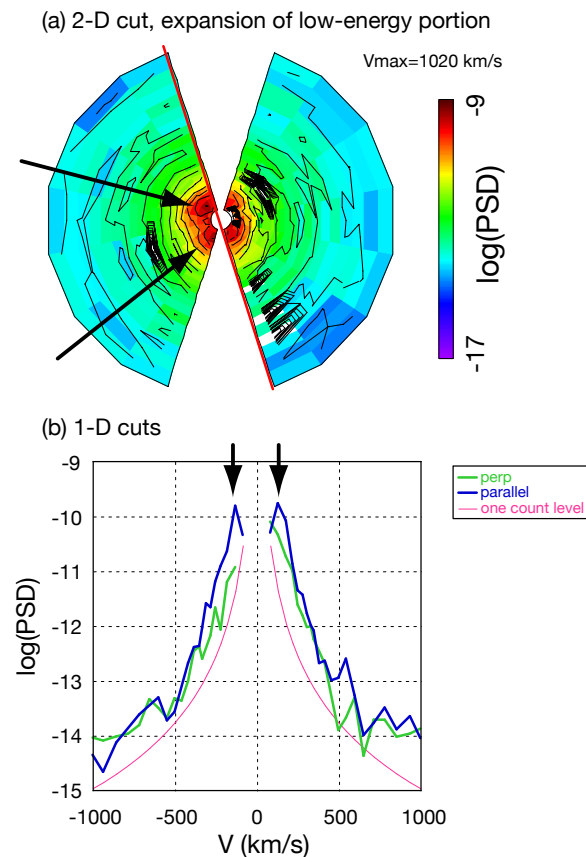 (a) 2-D cut, expansion of low-energy portion
Vmax=1020 km/s
-9
log(PSD)
-17
(b) 1-D cuts
-9
-10
-11
-12
-13
-14
-15
log(PSD)
-1000
-500
0
500
1000
V (km/s)
perp
parallel
one count level